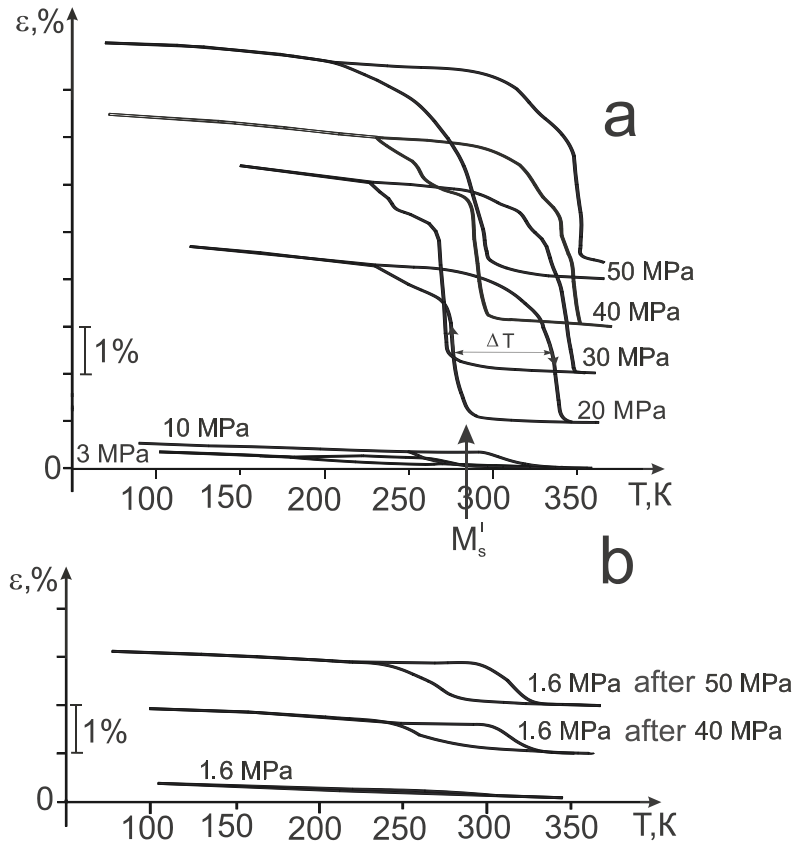 ε,%
a
50 MPa
40 MPa
1%
ΔT
30 MPa
20 MPa
10 MPa
3 MPa
0
100 150 200 250 300 350 T,K
Ms'
b
ε,%
1.6 MPa after 50 MPa
1% 1.6 MPa after 40 MPa
1.6 MPa
0
100 150 200 250 300 350 T,K